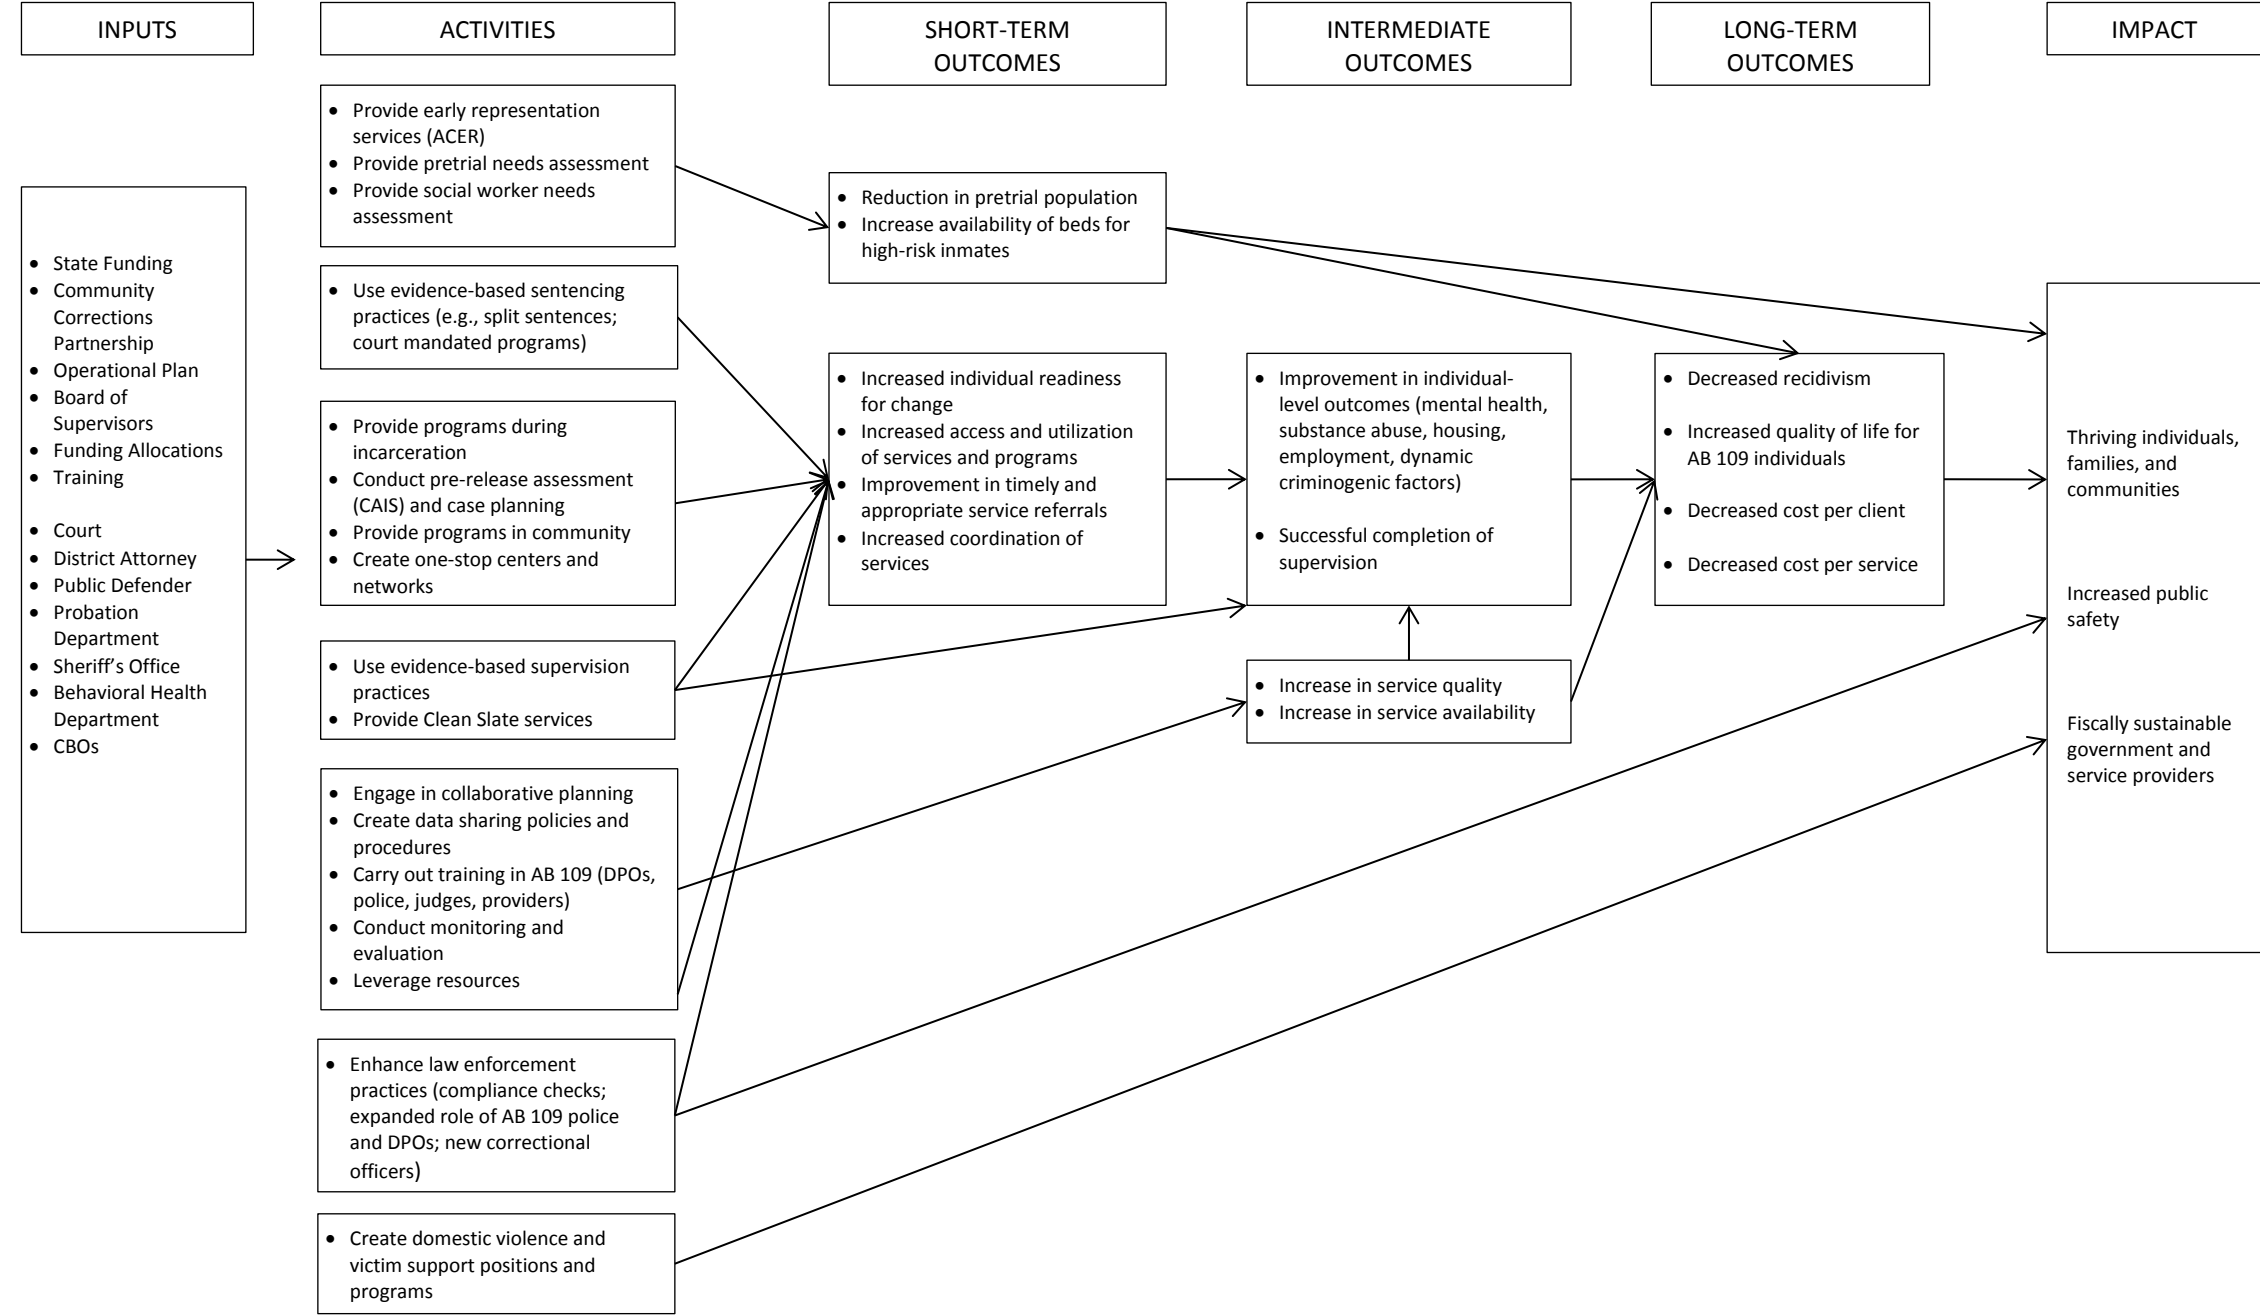 INPUTS
ACTIVITIES
SHORT-TERM
OUTCOMES
INTERMEDIATE
OUTCOMES
LONG-TERM
OUTCOMES
IMPACT
• State Funding
• Community
Corrections
Partnership
• Operational Plan
• Board of
Supervisors
• Funding Allocations
• Training
• Court
• District Attorney
• Public Defender
• Probation
Department
• Sheriff’s Office
• Behavioral Health
Department
• CBOs
• Provide early representation
services (ACER)
• Provide pretrial needs assessment
• Provide social worker needs
assessment
• Use evidence-based sentencing
practices (e.g., split sentences;
court mandated programs)
• Provide programs during
incarceration
• Conduct pre-release assessment
(CAIS) and case planning
• Provide programs in community
• Create one-stop centers and
networks
• Use evidence-based supervision
practices
• Provide Clean Slate services
• Engage in collaborative planning
• Create data sharing policies and
procedures
• Carry out training in AB 109 (DPOs,
police, judges, providers)
• Conduct monitoring and
evaluation
• Leverage resources
• Enhance law enforcement
practices (compliance checks;
expanded role of AB 109 police
and DPOs; new correctional
officers)
• Create domestic violence and
victim support positions and
programs
• Reduction in pretrial population
• Increase availability of beds for
high-risk inmates
• Increased individual readiness
for change
• Increased access and utilization
of services and programs
• Improvement in timely and
appropriate service referrals
• Increased coordination of
services
• Improvement in individual-
level outcomes (mental health,
substance abuse, housing,
employment, dynamic
criminogenic factors)
• Successful completion of
supervision
• Increase in service quality
• Increase in service availability
• Decreased recidivism
• Increased quality of life for
AB 109 individuals
• Decreased cost per client
• Decreased cost per service
Thriving individuals,
families, and
communities
Increased public
safety
Fiscally sustainable
government and
service providers